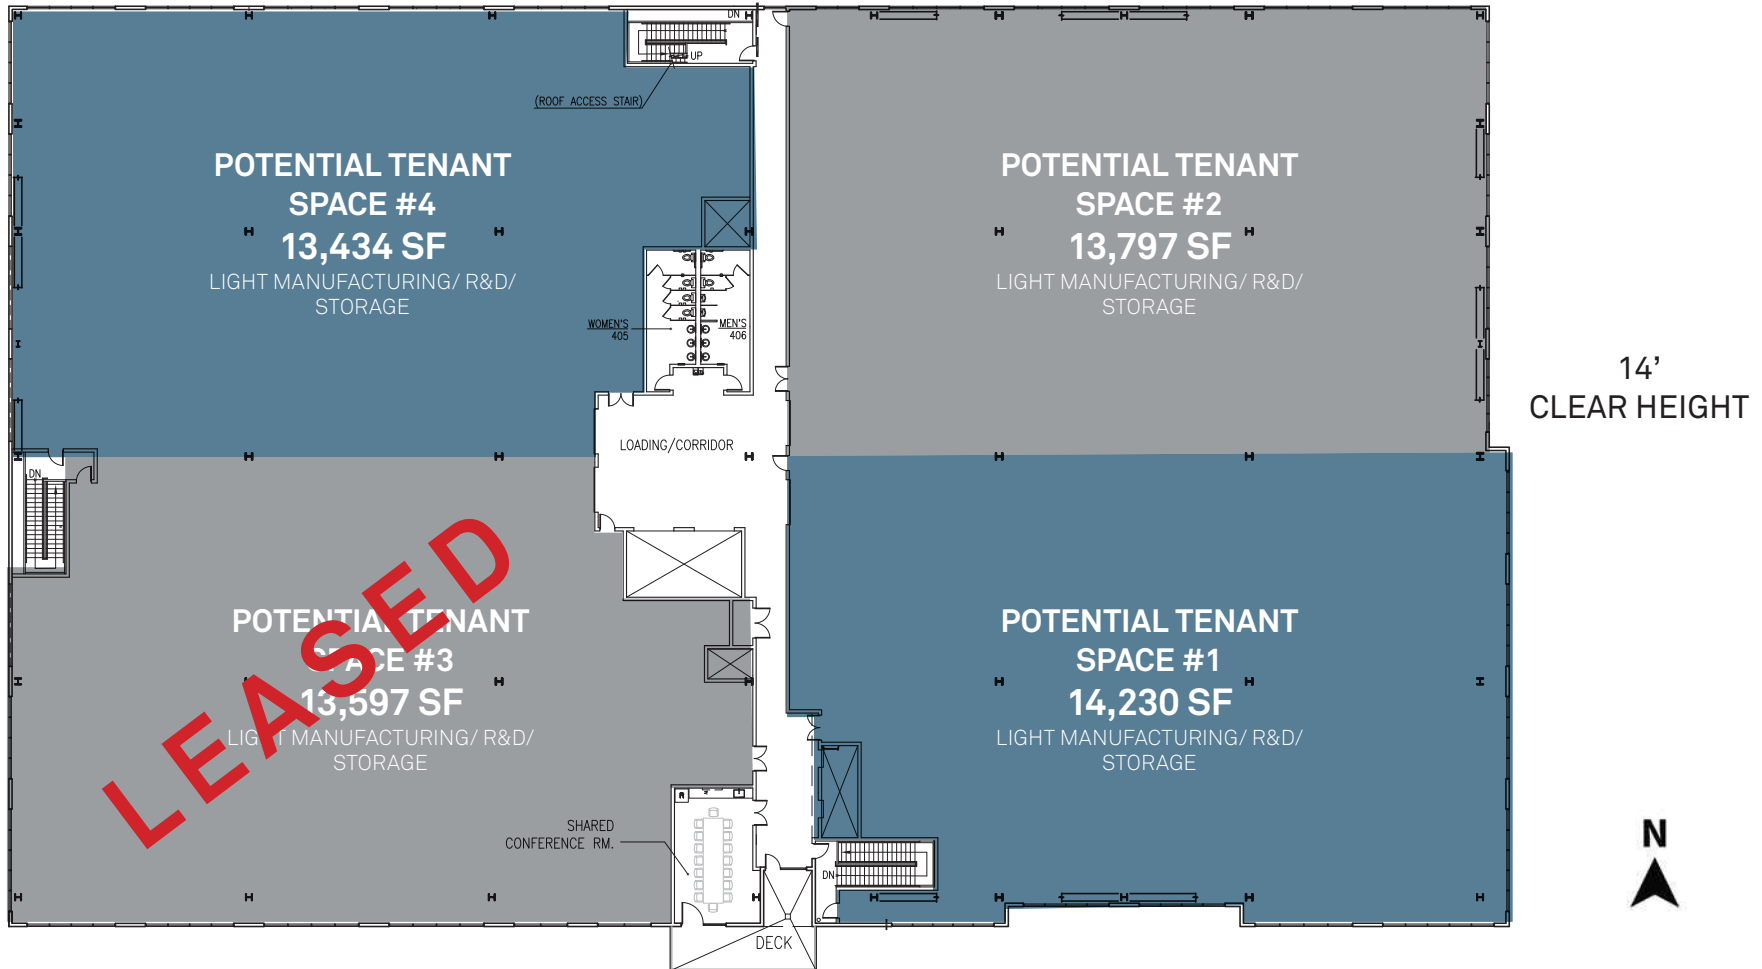 DN
UP
(ROOF ACCESS STAIR)
POTENTIAL TENANT
SPACE #4
13,434 SF
LIGHT MANUFACTURING/ R&D/
STORAGE
POTENTIAL TENANT
SPACE #2
13,797 SF
LIGHT MANUFACTURING/ R&D/
STORAGE
WOMEN'S
405
MEN'S
406
14’
CLEAR HEIGHT
LOADING/CORRIDOR
DN
LEASED
POTENTIAL TENANT
SPACE #3
13,597 SF
LIGHT MANUFACTURING/ R&D/
STORAGE
POTENTIAL TENANT
SPACE #1
14,230 SF
LIGHT MANUFACTURING/ R&D/
STORAGE
SHARED
CONFERENCE RM.
DN
DECK
N